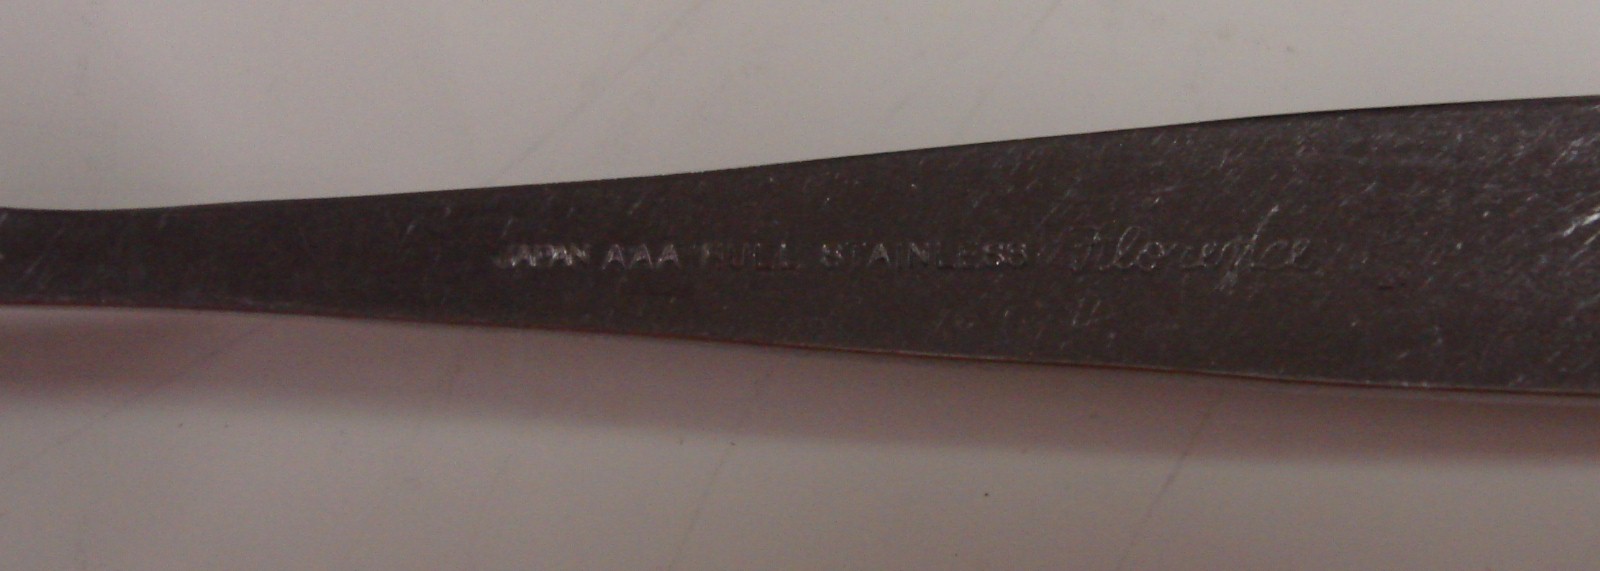 JAPAN AAA FULL STAINLESS Florence